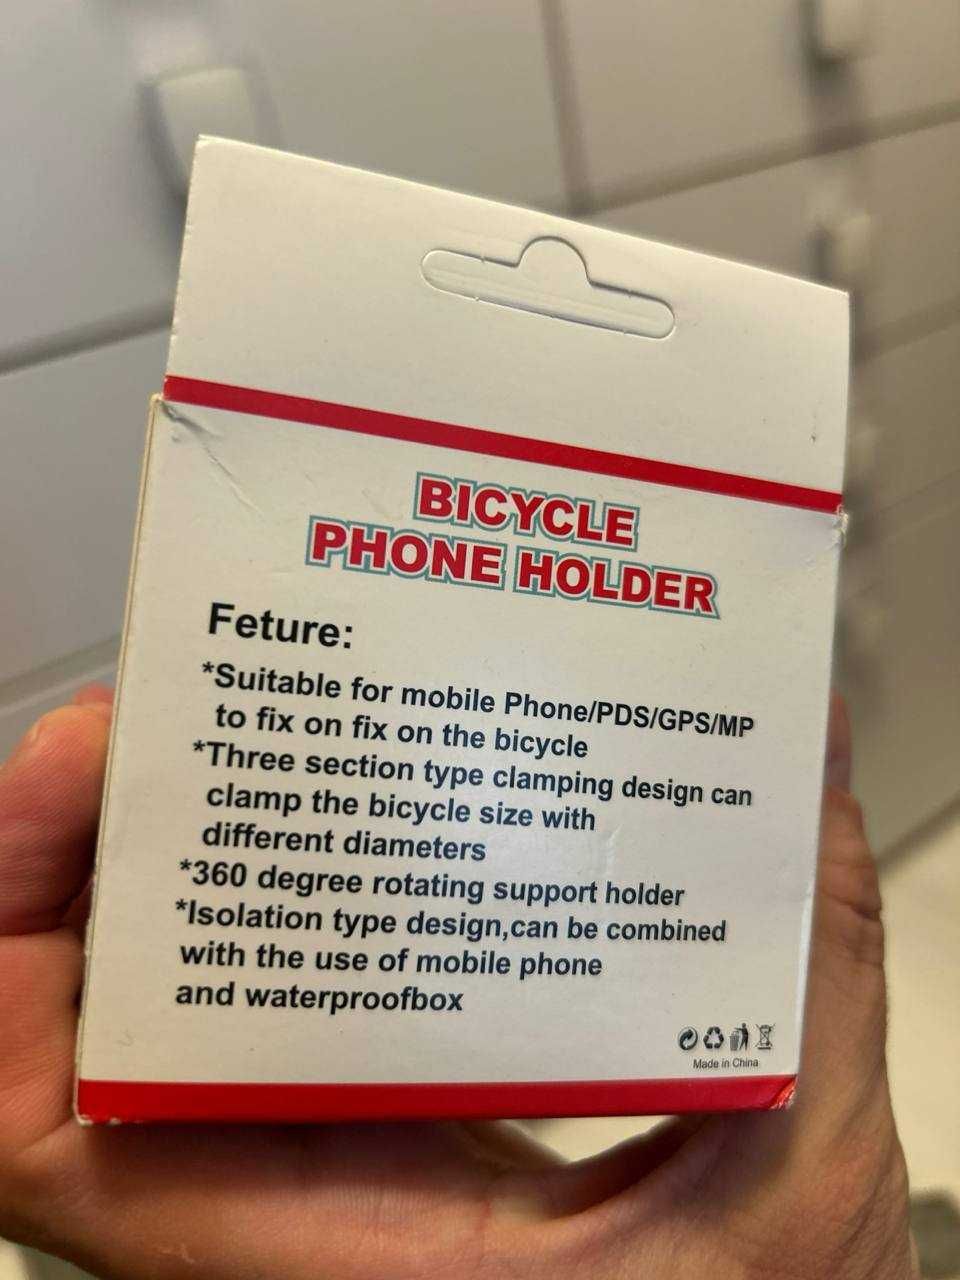 BICYCLE
PHONE HOLDER
Feture:
*Suitable for mobile Phone/PDS/GPS/MP
to fix on fix on the bicycle
*Three section type clamping design can
clamp the bicycle size with
different diameters
*360 degree rotating support holder
*Isolation type design,can be combined
with the use of mobile phone
and waterproofbox
Made in China